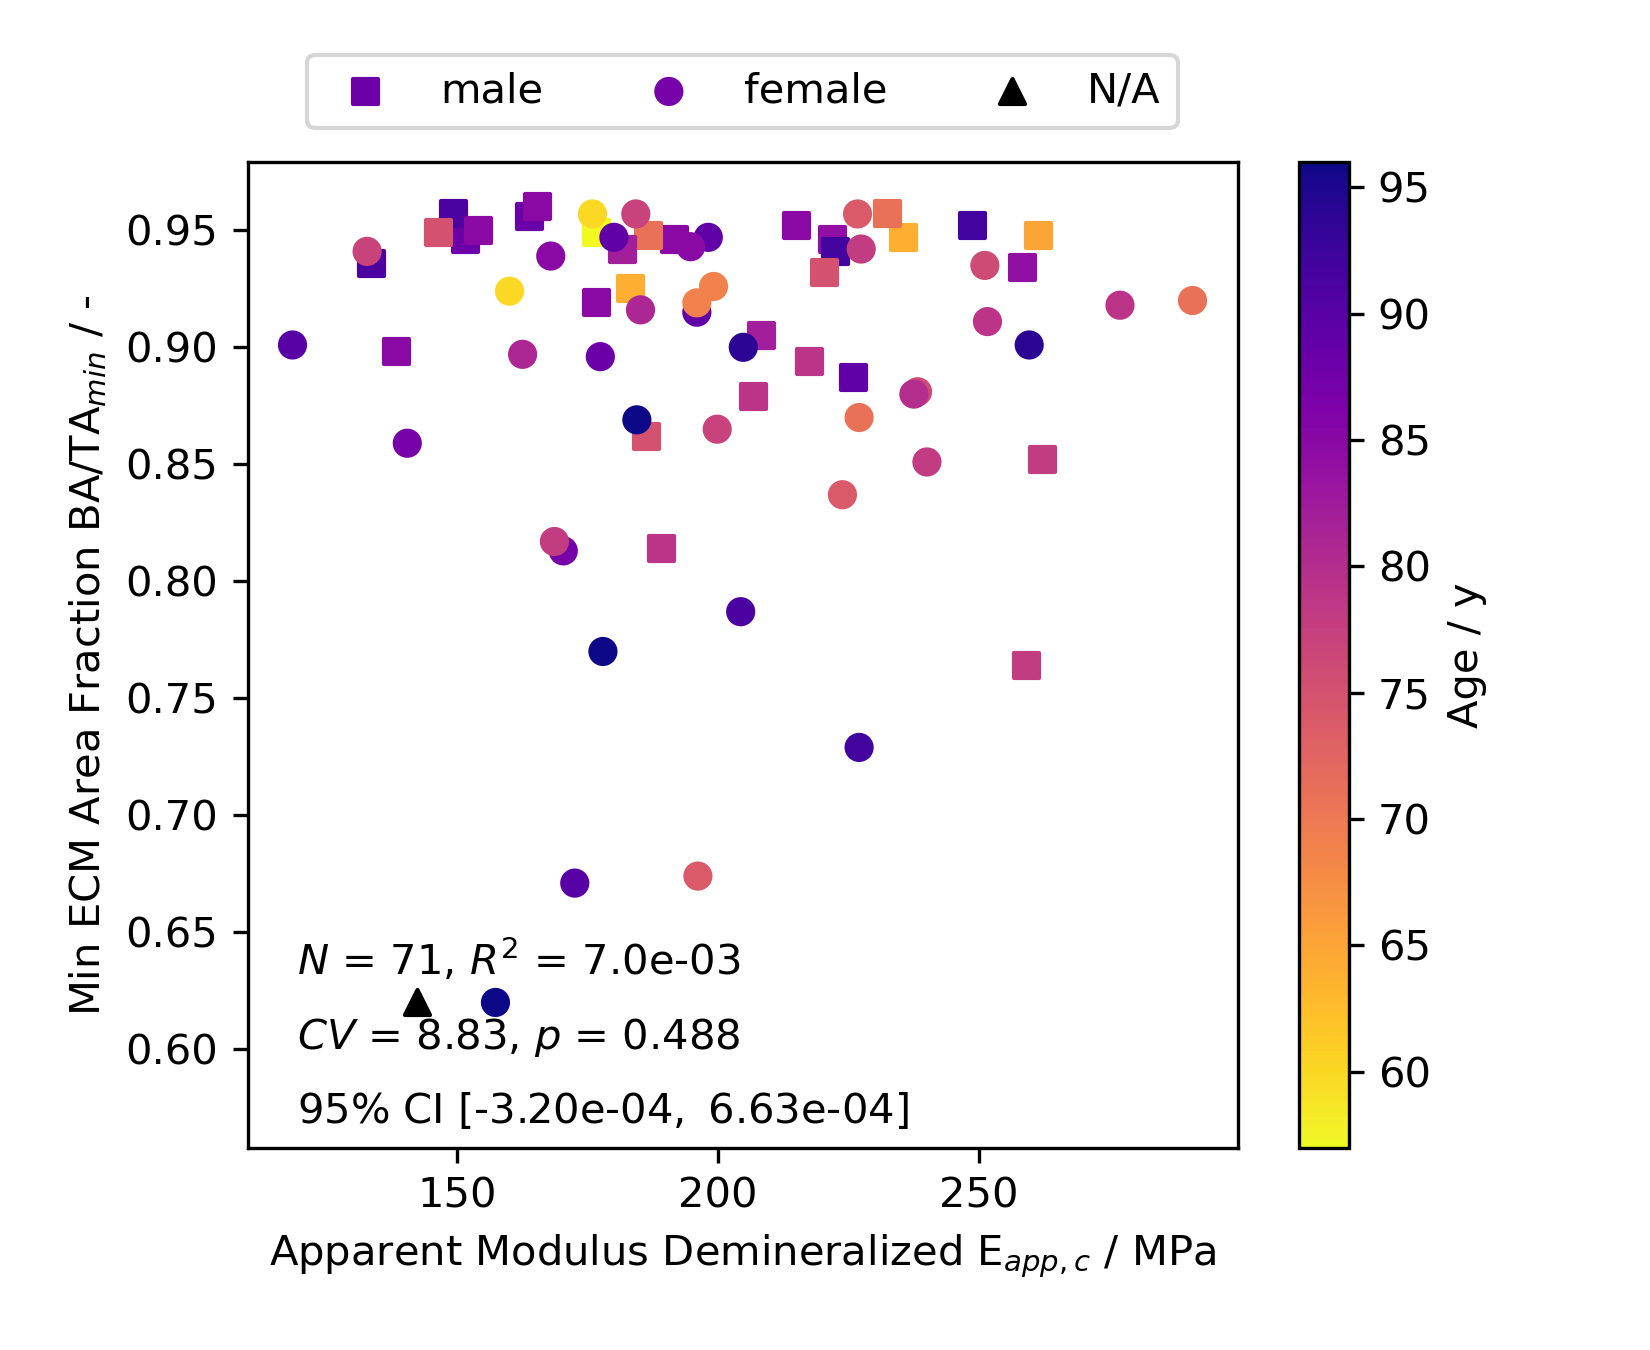 male female N/A
0.95
0.90
0.85
0.80
0.75
0.70
0.65
0.60
Min ECM Area Fraction BA/TA_min / -
N = 71, R² = 7.0e-03
CV = 8.83, p = 0.488
95% CI [-3.20e-04, 6.63e-04]
150 200 250
Apparent Modulus Demineralized E_app,c / MPa
95
90
85
80
75
70
65
60
Age / y